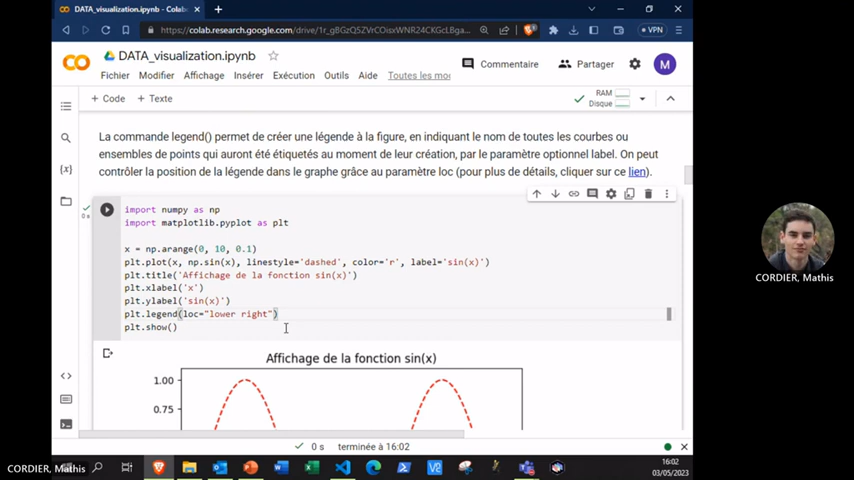 DATA_visualization.ipynb - Colab
https://colab.research.google.com/drive/1r_gBGzQ5ZVrCOisxWNR24CKGcLBga...
VPN
DATA_visualization.ipynb
Fichier Modifier Affichage Insérer Exécution Outils Aide Toutes les mo
Commentaire Partager M
+ Code + Texte
RAM
Disque
La commande legend() permet de créer une légende à la figure, en indiquant le nom de toutes les courbes ou
ensembles de points qui auront été étiquetés au moment de leur création, par le paramètre optionnel label. On peut
contrôler la position de la légende dans le graphe grâce au paramètre loc (pour plus de détails, cliquer sur ce lien).
0 s
import numpy as np
import matplotlib.pyplot as plt
x = np.arange(0, 10, 0.1)
plt.plot(x, np.sin(x), linestyle='dashed', color='r', label='sin(x)')
plt.title('Affichage de la fonction sin(x)')
plt.xlabel('x')
plt.ylabel('sin(x)')
plt.legend(loc="lower right")
plt.show()
Affichage de la fonction sin(x)
1.00
0.75
0 s terminée à 16:02
CORDIER, Mathis
CORDIER, Mathis
16:02
03/05/2023